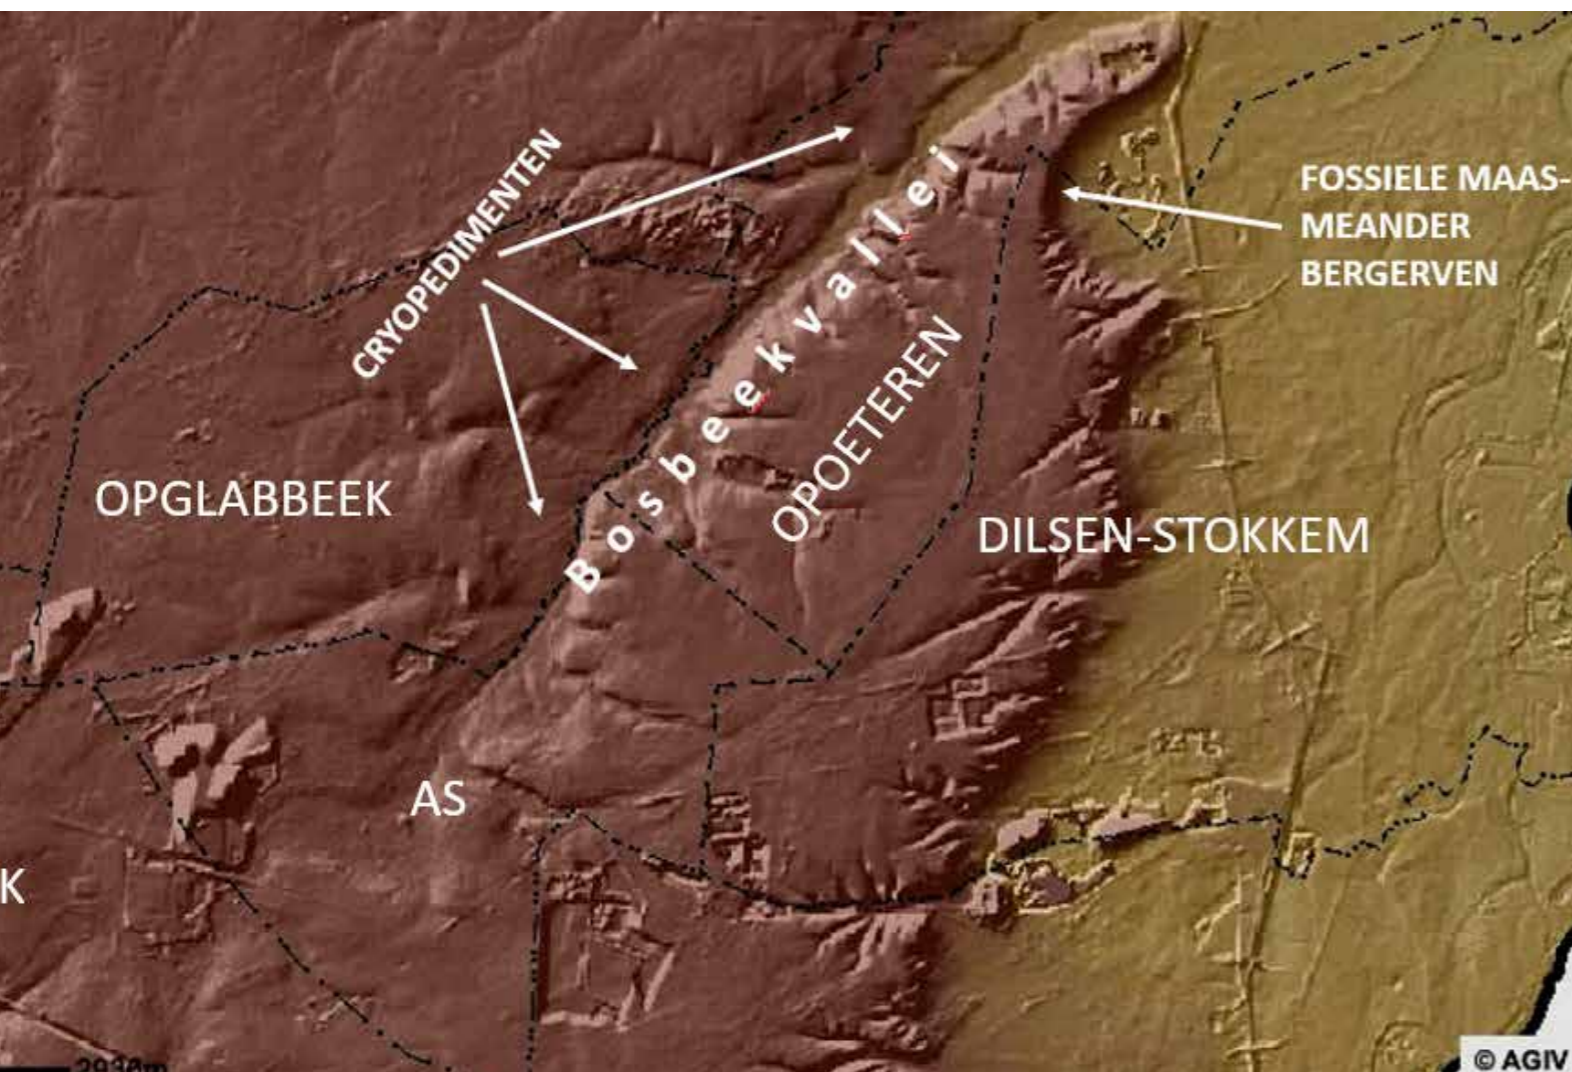 CRYOPEDIMENTEN
Bosbeekvallei
FOSSIELE MAAS-
MEANDER
BERGERVEN
OPGLABBEEK
OPOETEREN
DILSEN-STOKKEM
AS
K
© AGIV